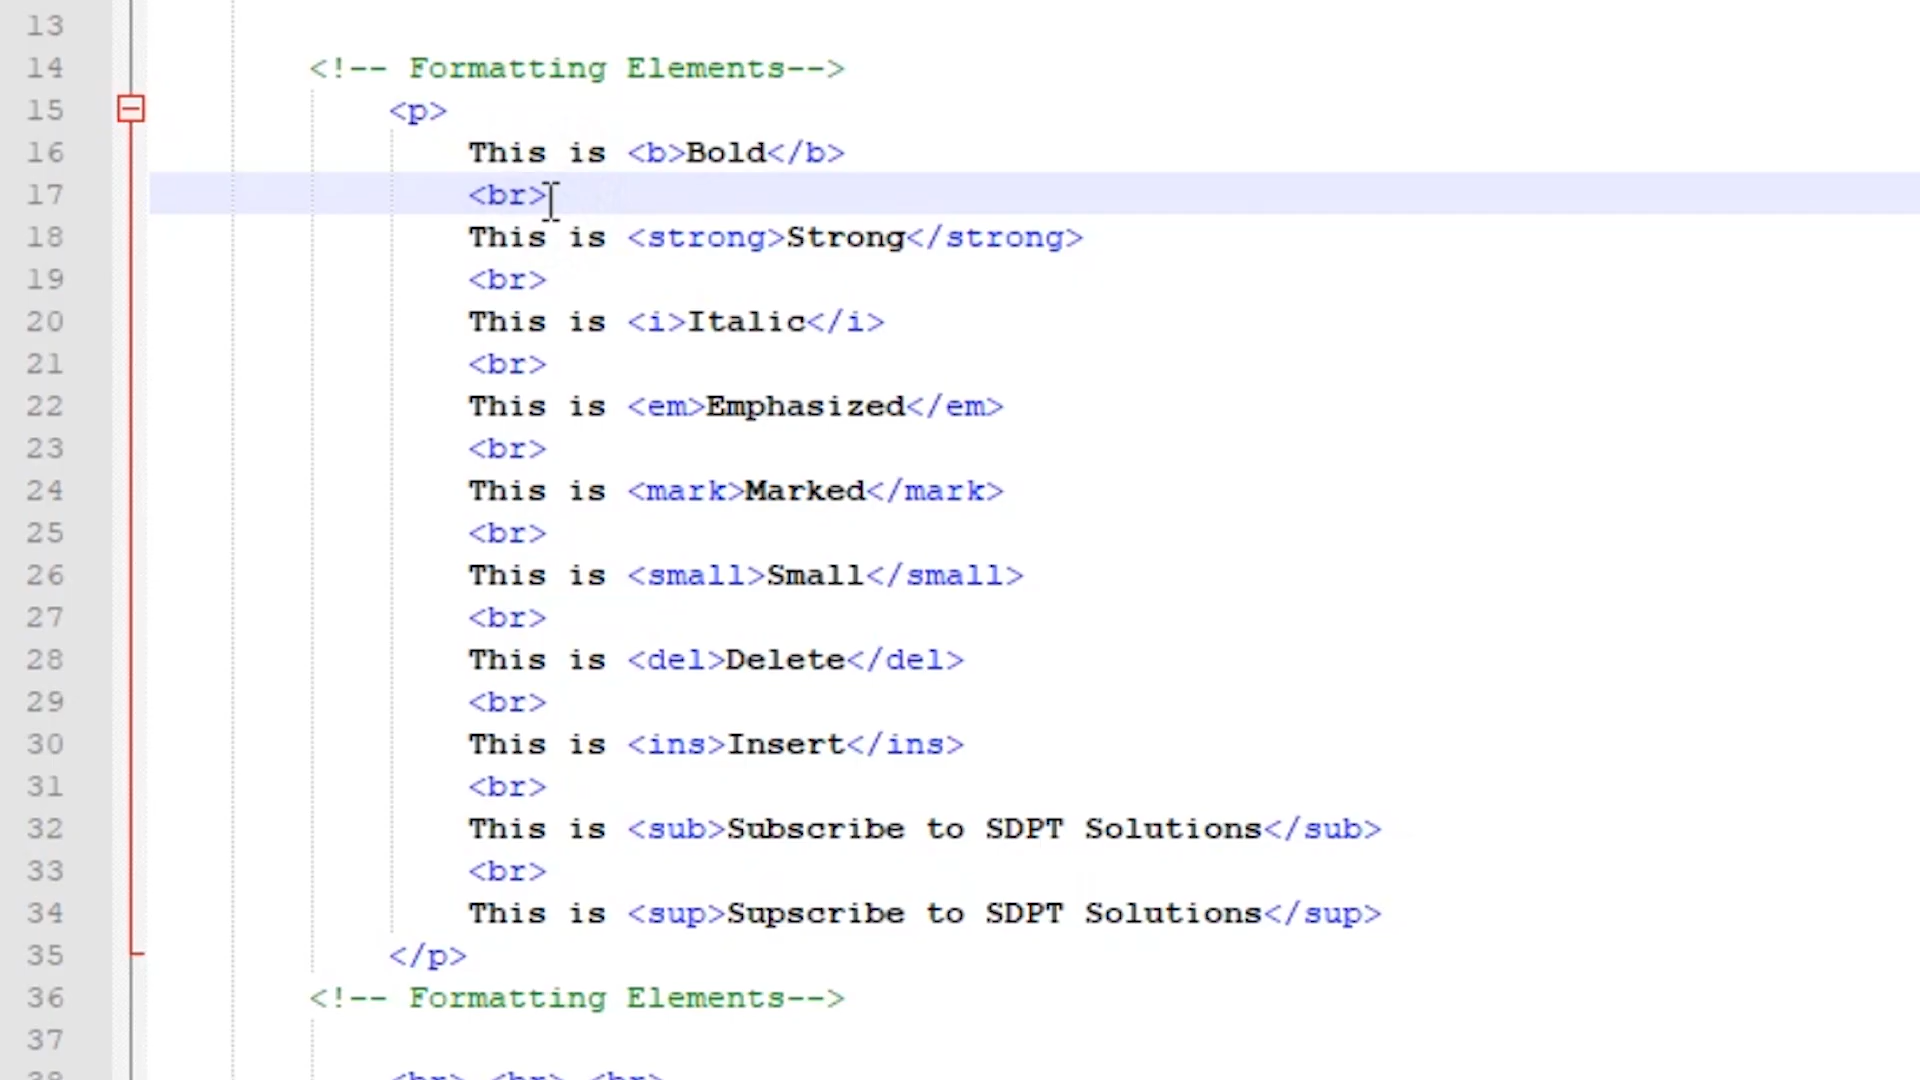 13
14 <!-- Formatting Elements-->
15 <p>
16 This is <b>Bold</b>
17 <br>
18 This is <strong>Strong</strong>
19 <br>
20 This is <i>Italic</i>
21 <br>
22 This is <em>Emphasized</em>
23 <br>
24 This is <mark>Marked</mark>
25 <br>
26 This is <small>Small</small>
27 <br>
28 This is <del>Delete</del>
29 <br>
30 This is <ins>Insert</ins>
31 <br>
32 This is <sub>Subscribe to SDPT Solutions</sub>
33 <br>
34 This is <sup>Supscribe to SDPT Solutions</sup>
35 </p>
36 <!-- Formatting Elements-->
37
38 <br> <br> <br>